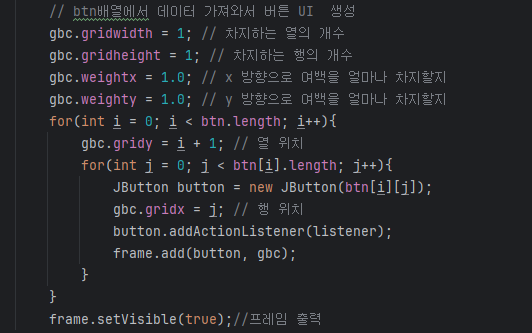 // btn배열에서 데이터 가져와서 버튼 UI  생성
gbc.gridwidth = 1; // 차지하는 열의 개수
gbc.gridheight = 1; // 차지하는 행의 개수
gbc.weightx = 1.0; // x 방향으로 여백을 얼마나 차지할지
gbc.weighty = 1.0; // y 방향으로 여백을 얼마나 차지할지
for(int i = 0; i < btn.length; i++){
    gbc.gridy = i + 1; // 열 위치
    for(int j = 0; j < btn[i].length; j++){
        JButton button = new JButton(btn[i][j]);
        gbc.gridx = j; // 행 위치
        button.addActionListener(listener);
        frame.add(button, gbc);
    }
}
frame.setVisible(true);//프레임 출력